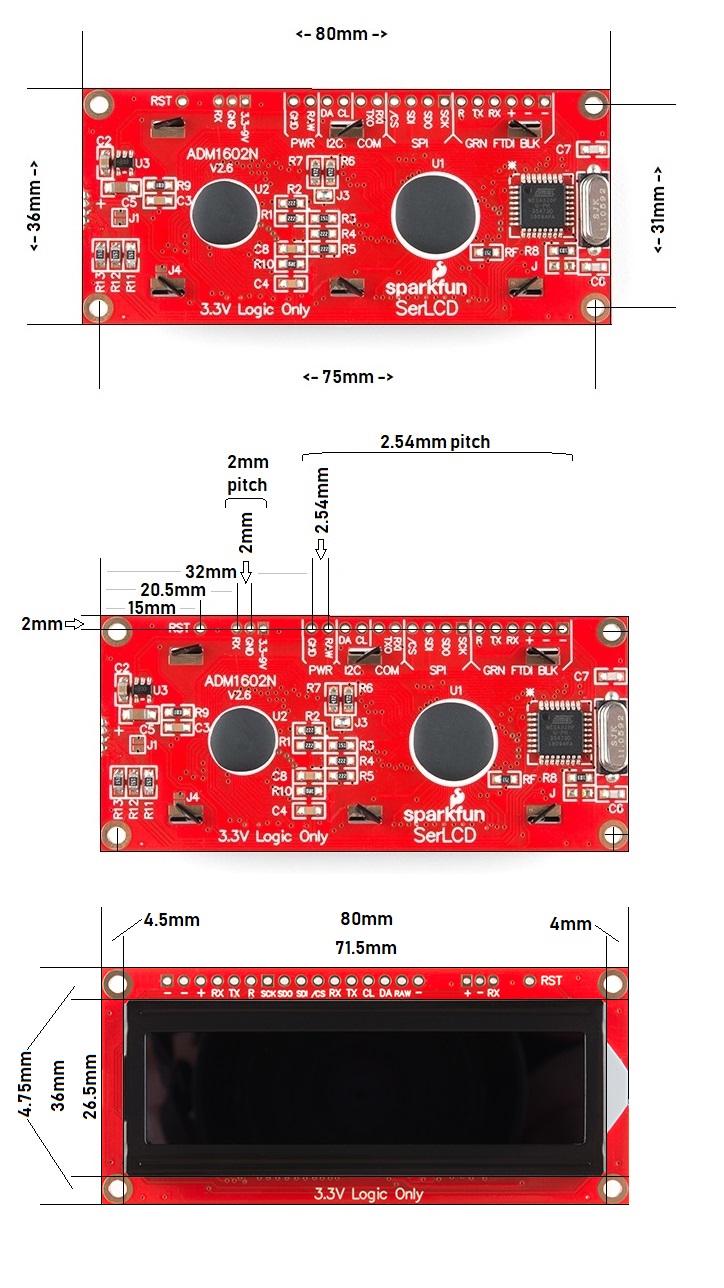 <- 80mm ->
RST
RX
GND
3.3-9V
GND
RAW
DA
CL
TX0
RX0
/CS
SDI
SDO
SCK
R
TX
RX
+
-
-
PWR
I2C
COM
SPI
GRN
FTDI
BLK
ADM1602N
V2.6
C2
U3
R9
C3
C5
+
J1
R13
R12
R11
J4
U2
R2
R1
R7
R6
J3
R3
R4
R5
C8
R10
C4
U1
C7
RF
R8
J
C6
3.3V Logic Only
sparkfun
SerLCD
<- 36mm ->
<- 31mm ->
<- 75mm ->
2.54mm pitch
2mm
pitch
2mm
2.54mm
32mm
20.5mm
15mm
2mm
RST
RX
GND
3.3-9V
GND
RAW
DA
CL
TX0
RX0
/CS
SDI
SDO
SCK
R
TX
RX
+
-
-
PWR
I2C
COM
SPI
GRN
FTDI
BLK
ADM1602N
V2.6
C2
U3
R9
C3
C5
+
J1
R13
R12
R11
J4
U2
R2
R1
R7
R6
J3
R3
R4
R5
C8
R10
C4
U1
C7
RF
R8
J
C6
3.3V Logic Only
sparkfun
SerLCD
4.5mm
80mm
4mm
71.5mm
- - + RX TX R SCK SDO SDI /CS RX TX CL DA RAW -
+ - RX
RST
4.75mm
36mm
26.5mm
3.3V Logic Only